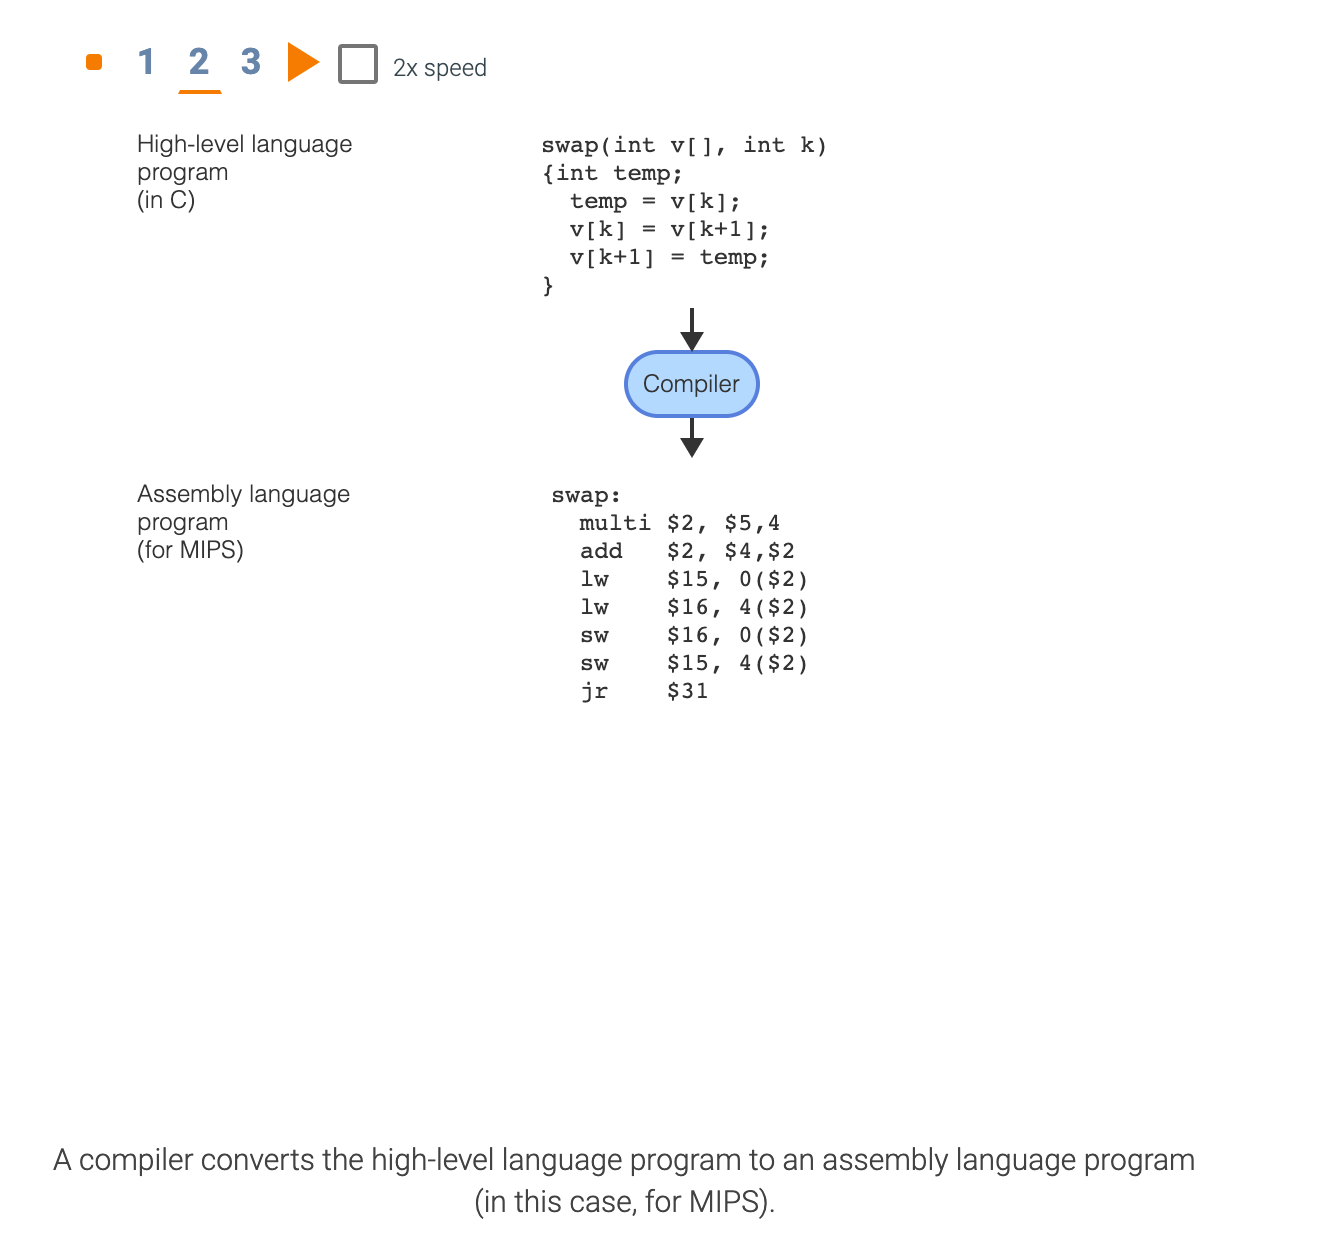 1 2 3 2x speed
High-level language
program
(in C)
swap(int v[], int k)
{int temp;
temp = v[k];
v[k] = v[k+1];
v[k+1] = temp;
}
Compiler
Assembly language
program
(for MIPS)
swap:
multi $2, $5,4
add $2, $4,$2
lw $15, 0($2)
lw $16, 4($2)
sw $16, 0($2)
sw $15, 4($2)
jr $31
A compiler converts the high-level language program to an assembly language program
(in this case, for MIPS).